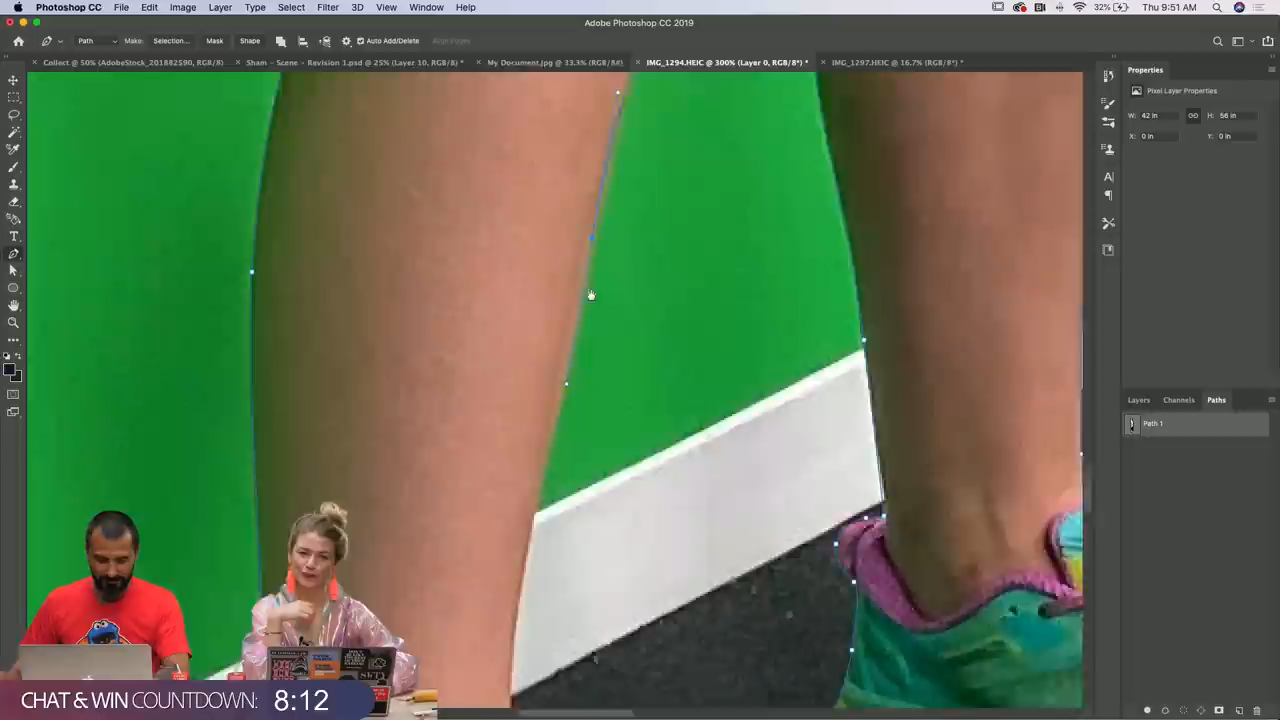 Photoshop CC File Edit Image Layer Type Select Filter 3D View Window Help 32% Thu 9:51 AM
Adobe Photoshop CC 2019
Path Make: Selection... Mask Shape Auto Add/Delete Align Edges
Collect @ 50% (AdobeStock_201882590, RGB/8) Sham - Scene - Revision 1.psd @ 25% (Layer 10, RGB/8) * My Document.jpg @ 33.3% (RGB/8#) IMG_1294.HEIC @ 300% (Layer 0, RGB/8*) * IMG_1297.HEIC @ 16.7% (RGB/8*) *
Properties
Pixel Layer Properties
W: 42 in GO H: 56 in
X: 0 in Y: 0 in
Layers Channels Paths
Path 1
CHAT & WIN COUNTDOWN: 8:12